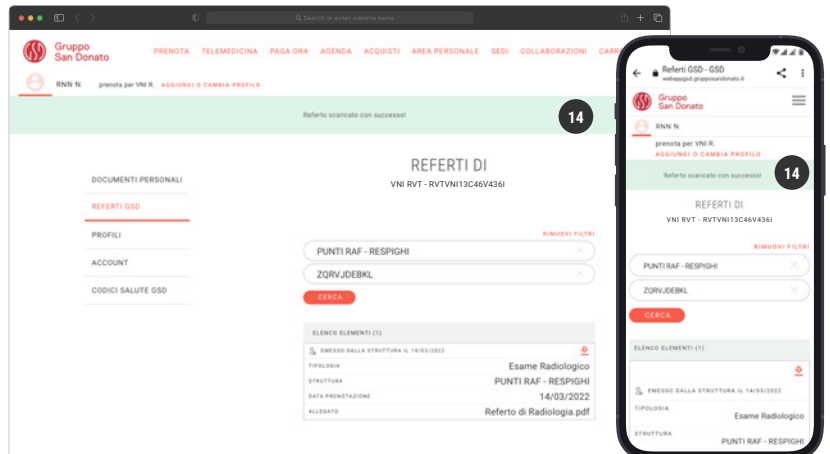 Search or enter website name
Gruppo
San Donato
PRENOTA TELEMEDICINA PAGA ORA AGENDA ACQUISTI AREA PERSONALE SEDI COLLABORAZIONI
RNN N. prenota per VNI R. AGGIUNGI O CAMBIA PROFILO
Referto scaricato con successo!
14
DOCUMENTI PERSONALI
REFERTI GSD
PROFILI
ACCOUNT
CODICI SALUTE GSD
REFERTI DI
VNI RVT - RVTVNI13C46V436I
RIMUOVI FILTRI
PUNTI RAF - RESPIGHI
ZQRVJDEBKL
CERCA
ELENCO ELEMENTI (1)
EMESSO DALLA STRUTTURA IL 14/03/2022
TIPOLOGIA Esame Radiologico
STRUTTURA PUNTI RAF - RESPIGHI
DATA PRENOTAZIONE 14/03/2022
ALLEGATO Referto di Radiologia.pdf
Referti GSD - GSD
webappgsd.grupposandonato.it
Gruppo
San Donato
RNN N.
prenota per VNI R.
AGGIUNGI O CAMBIA PROFILO
Referto scaricato con successo!
14
REFERTI DI
VNI RVT - RVTVNI13C46V436I
RIMUOVI FILTRI
PUNTI RAF - RESPIGHI
ZQRVJDEBKL
CERCA
ELENCO ELEMENTI (1)
EMESSO DALLA STRUTTURA IL 14/03/2022
TIPOLOGIA
Esame Radiologico
STRUTTURA
PUNTI RAF - RESPIGHI